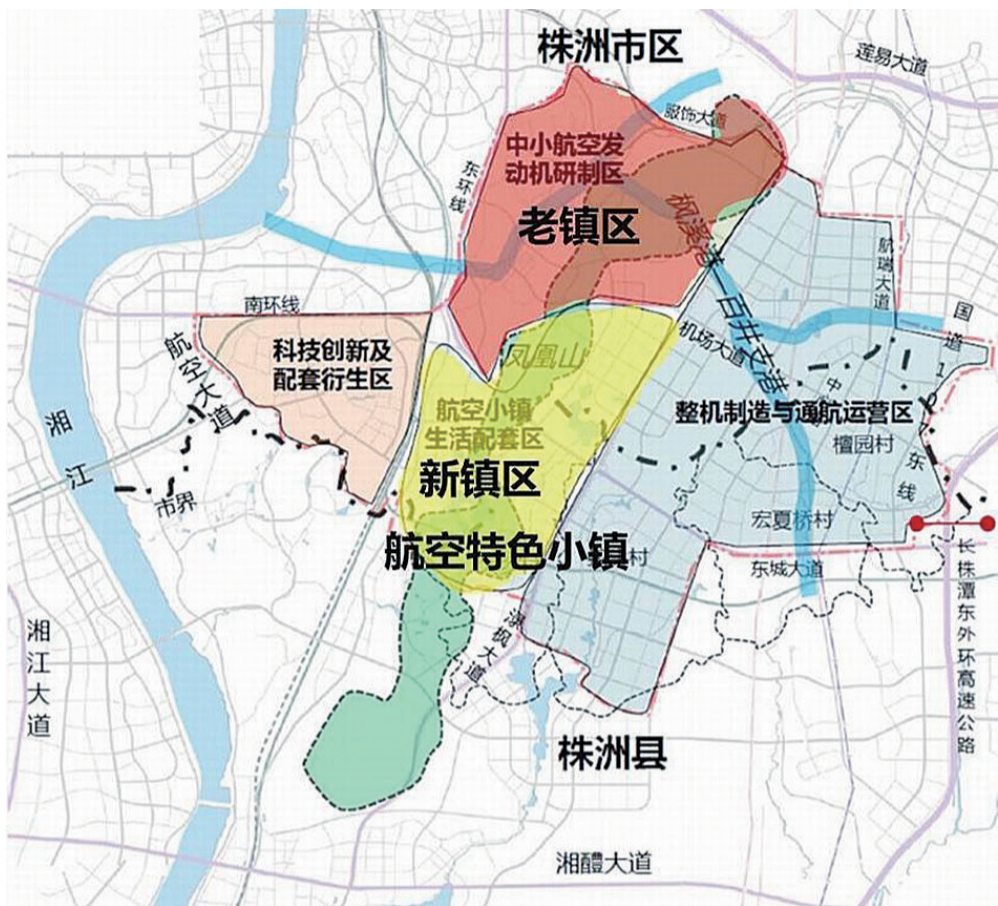 株洲市区
莲易大道
服饰大道
中小航空发
动机研制区
东环线
老镇区
枫溪港—百井支港
航瑞大道
国道
东线
南环线
机场大道
凤凰山
航空大道
科技创新及
配套衍生区
航空小镇
生活配套区
整机制造与通航运营区
檀园村
新镇区
湘江
市界
宏夏桥村
航空特色小镇
村
东城大道
长株潭东外环高速公路
湘江大道
株洲县
湘醴大道